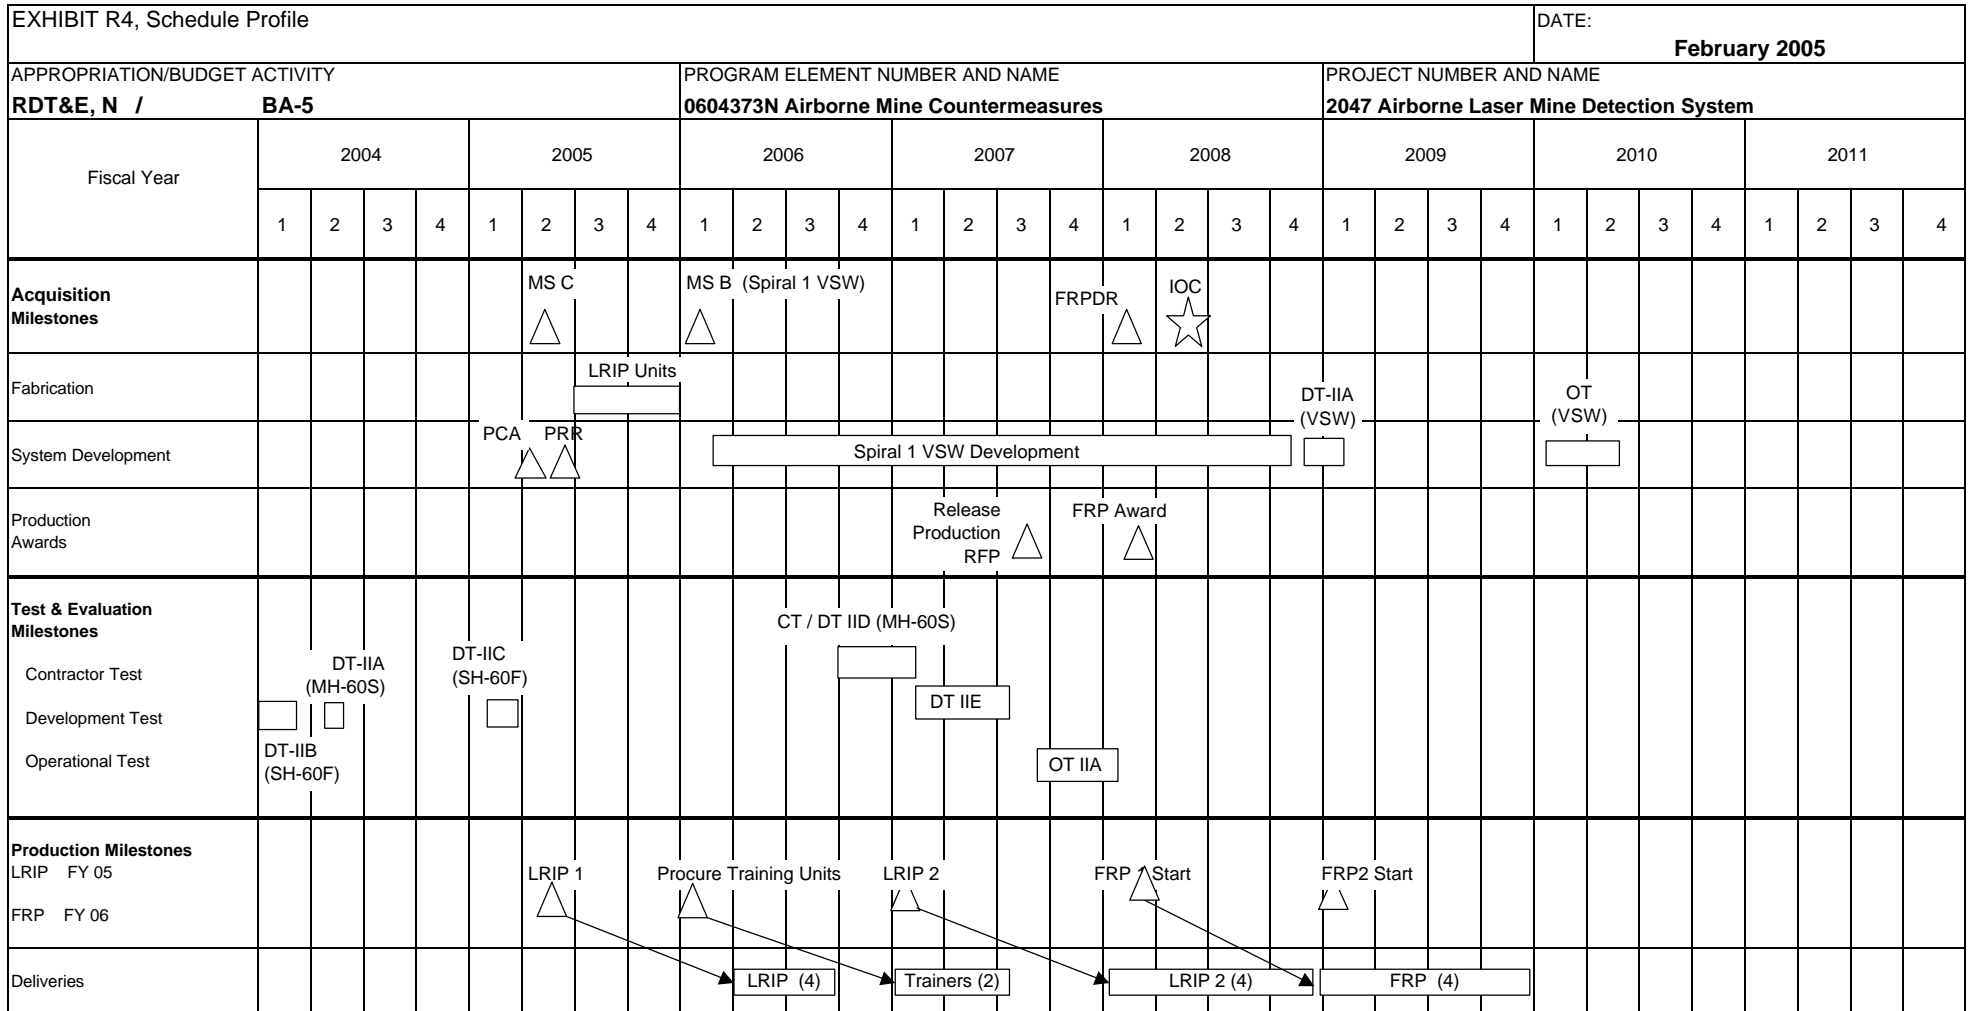 EXHIBIT R4, Schedule Profile
DATE:
February 2005
APPROPRIATION/BUDGET ACTIVITY
PROGRAM ELEMENT NUMBER AND NAME
PROJECT NUMBER AND NAME
RDT&E, N / BA-5
0604373N Airborne Mine Countermeasures
2047 Airborne Laser Mine Detection System
Fiscal Year
2004 2005 2006 2007 2008 2009 2010 2011
1 2 3 4 1 2 3 4 1 2 3 4 1 2 3 4 1 2 3 4 1 2 3 4 1 2 3 4 1 2 3 4
Acquisition
Milestones
MS C
MS B (Spiral 1 VSW)
FRPDR
IOC
Fabrication
LRIP Units
DT-IIA
(VSW)
OT
(VSW)
System Development
PCA
PRR
Spiral 1 VSW Development
Production
Awards
Release
Production
RFP
FRP Award
Test & Evaluation
Milestones
CT / DT IID (MH-60S)
Contractor Test
DT-IIA
(MH-60S)
DT-IIC
(SH-60F)
Development Test
DT IIE
Operational Test
DT-IIB
(SH-60F)
OT IIA
Production Milestones
LRIP FY 05
LRIP 1
Procure Training Units
LRIP 2
FRP 1 Start
FRP2 Start
FRP FY 06
Deliveries
LRIP (4)
Trainers (2)
LRIP 2 (4)
FRP (4)